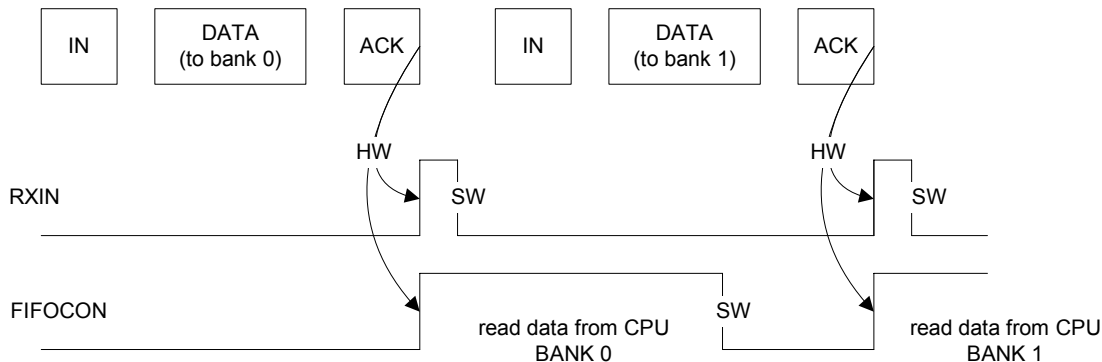 IN
DATA
(to bank 0)
ACK
IN
DATA
(to bank 1)
ACK
HW
HW
RXIN
SW
SW
FIFOCON
SW
read data from CPU
BANK 0
read data from CPU
BANK 1